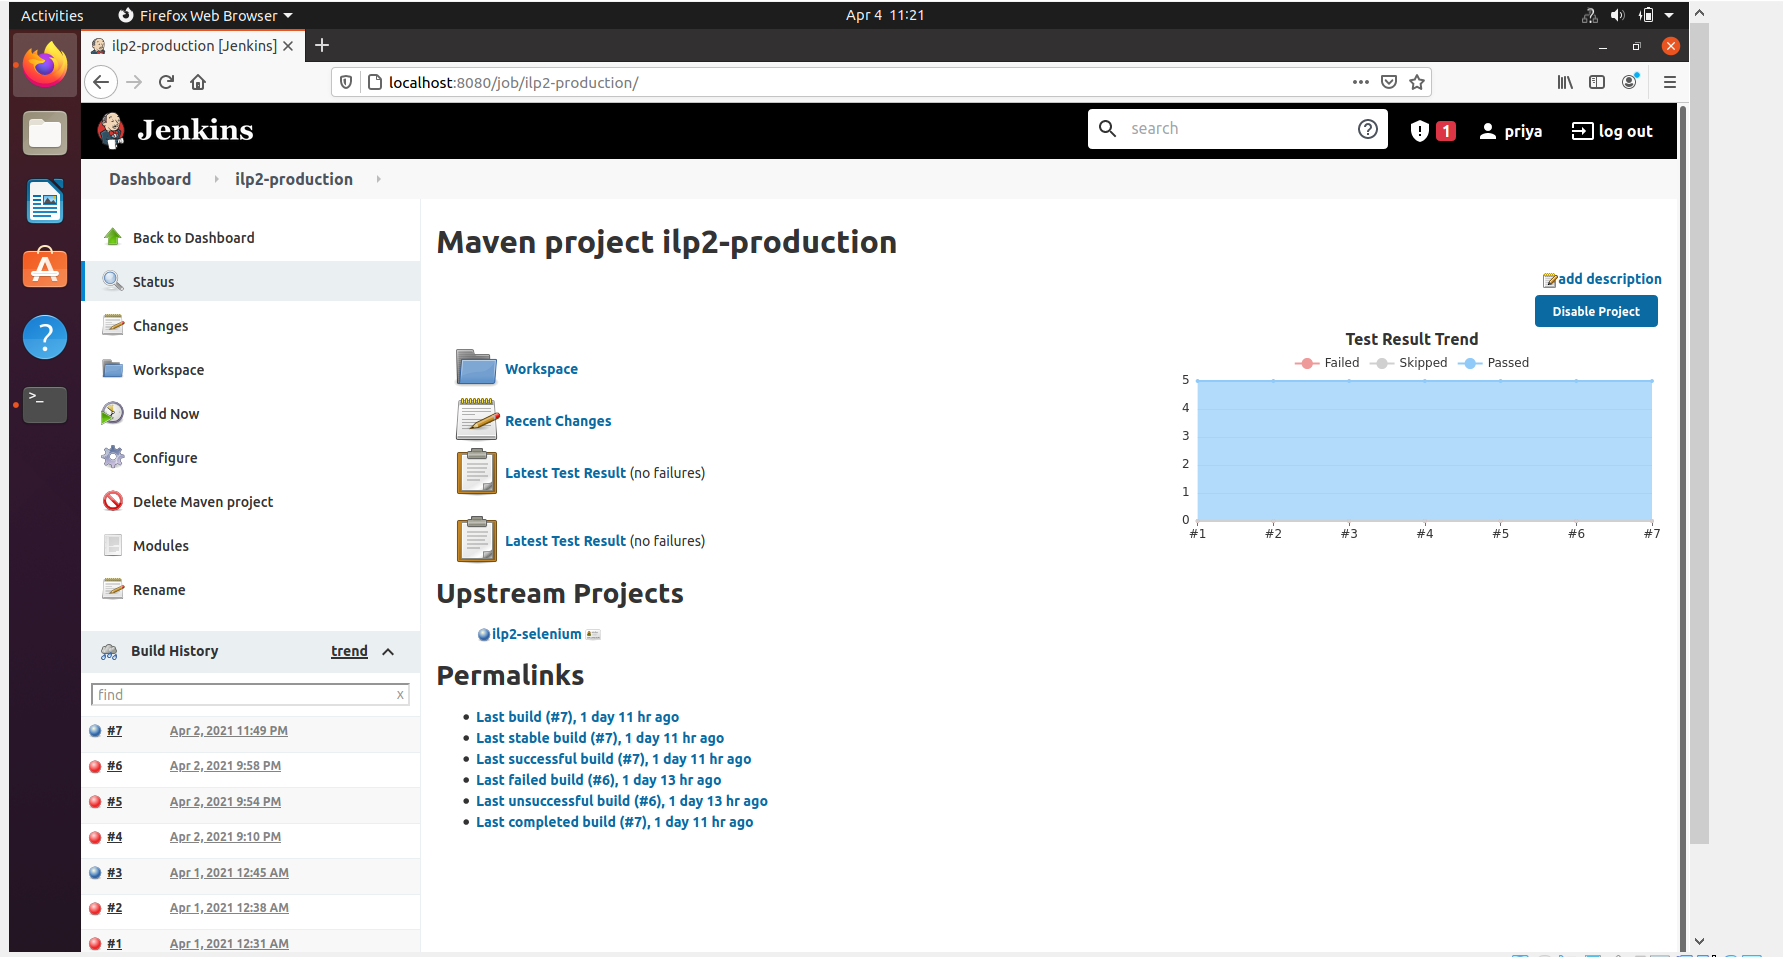 Activities Firefox Web Browser Apr 4 11:21
ilp2-production [Jenkins]
localhost:8080/job/ilp2-production/
Jenkins search 1 priya log out
Dashboard ilp2-production
Back to Dashboard
Status
Changes
Workspace
Build Now
Configure
Delete Maven project
Modules
Rename
Build History trend
find x
#7 Apr 2, 2021 11:49 PM
#6 Apr 2, 2021 9:58 PM
#5 Apr 2, 2021 9:54 PM
#4 Apr 2, 2021 9:10 PM
#3 Apr 1, 2021 12:45 AM
#2 Apr 1, 2021 12:38 AM
#1 Apr 1, 2021 12:31 AM
Maven project ilp2-production
add description
Disable Project
Workspace
Recent Changes
Latest Test Result (no failures)
Latest Test Result (no failures)
Test Result Trend
Failed Skipped Passed
5
4
3
2
1
0
#1 #2 #3 #4 #5 #6 #7
Upstream Projects
ilp2-selenium
Permalinks
Last build (#7), 1 day 11 hr ago
Last stable build (#7), 1 day 11 hr ago
Last successful build (#7), 1 day 11 hr ago
Last failed build (#6), 1 day 13 hr ago
Last unsuccessful build (#6), 1 day 13 hr ago
Last completed build (#7), 1 day 11 hr ago